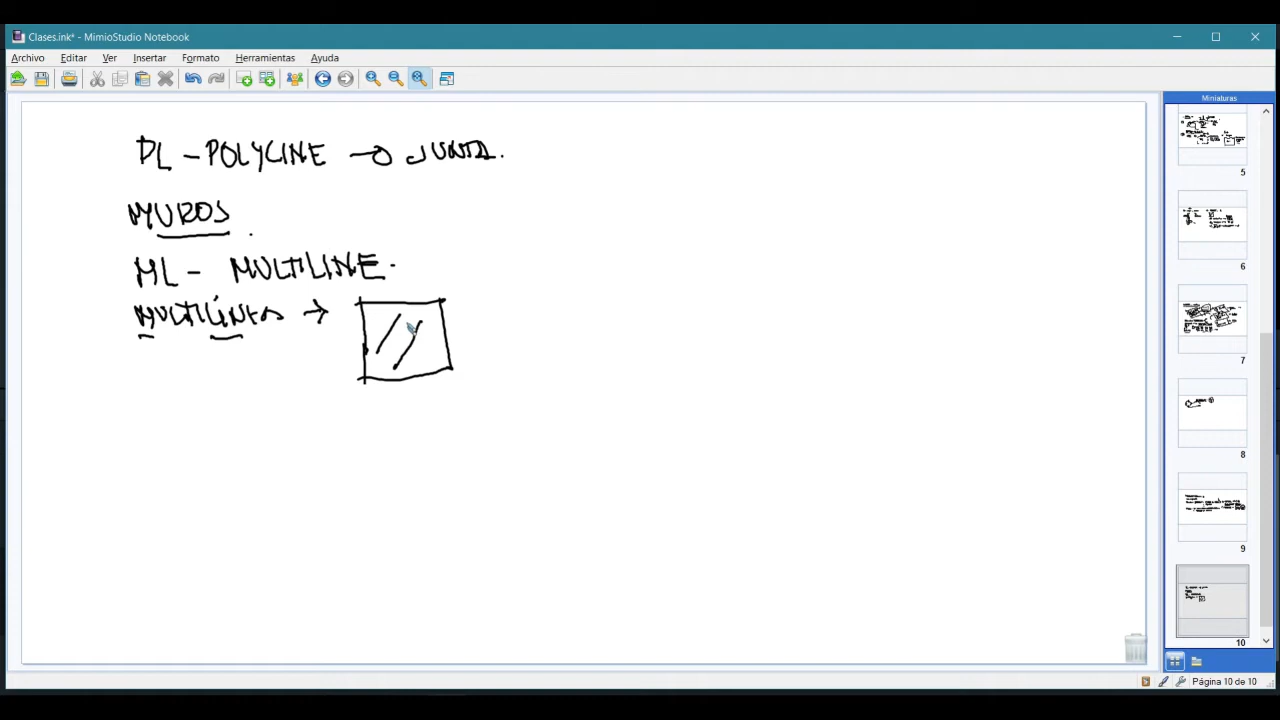 Clases.ink* - MimioStudio Notebook
Archivo Editar Ver Insertar Formato Herramientas Ayuda
PL - POLYLINE → JUNTA.
MUROS.
ML - MULTILINE.
MULTILÍNEA →
Miniaturas
5
6
7
8
9
10
Página 10 de 10